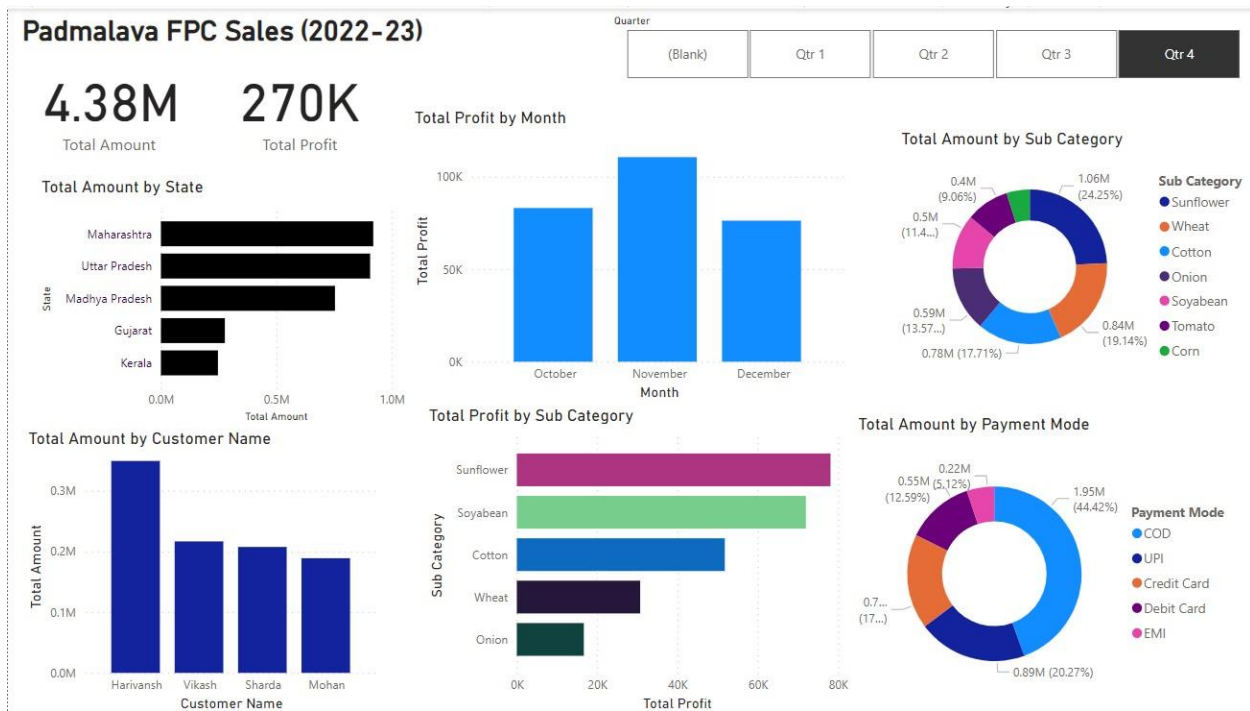 Padmalava FPC Sales (2022-23)
Quarter
(Blank)
Qtr 1
Qtr 2
Qtr 3
Qtr 4
4.38M
Total Amount
270K
Total Profit
Total Amount by State
State
Maharashtra
Uttar Pradesh
Madhya Pradesh
Gujarat
Kerala
0.0M
0.5M
1.0M
Total Amount
Total Profit by Month
Total Profit
100K
50K
0K
October
November
December
Month
Total Amount by Sub Category
1.06M
(24.25%)
0.84M
(19.14%)
0.78M (17.71%)
0.59M
(13.57...)
0.5M
(11.4...)
0.4M
(9.06%)
Sub Category
Sunflower
Wheat
Cotton
Onion
Soyabean
Tomato
Corn
Total Amount by Customer Name
Total Amount
0.3M
0.2M
0.1M
0.0M
Harivansh
Vikash
Sharda
Mohan
Customer Name
Total Profit by Sub Category
Sub Category
Sunflower
Soyabean
Cotton
Wheat
Onion
0K
20K
40K
60K
80K
Total Profit
Total Amount by Payment Mode
1.95M
(44.42%)
0.89M (20.27%)
0.7...
(17...)
0.55M
(12.59%)
0.22M
(5.12%)
Payment Mode
COD
UPI
Credit Card
Debit Card
EMI